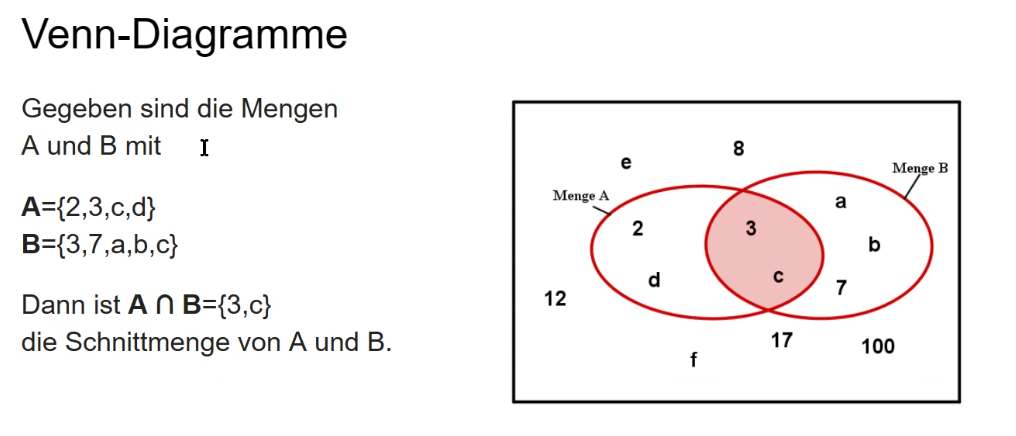 Venn-Diagramme
Gegeben sind die Mengen
A und B mit
A={2,3,c,d}
B={3,7,a,b,c}
Dann ist A ∩ B={3,c}
die Schnittmenge von A und B.
8
e
Menge B
Menge A
a
2
3
b
d
c
7
12
17
100
f